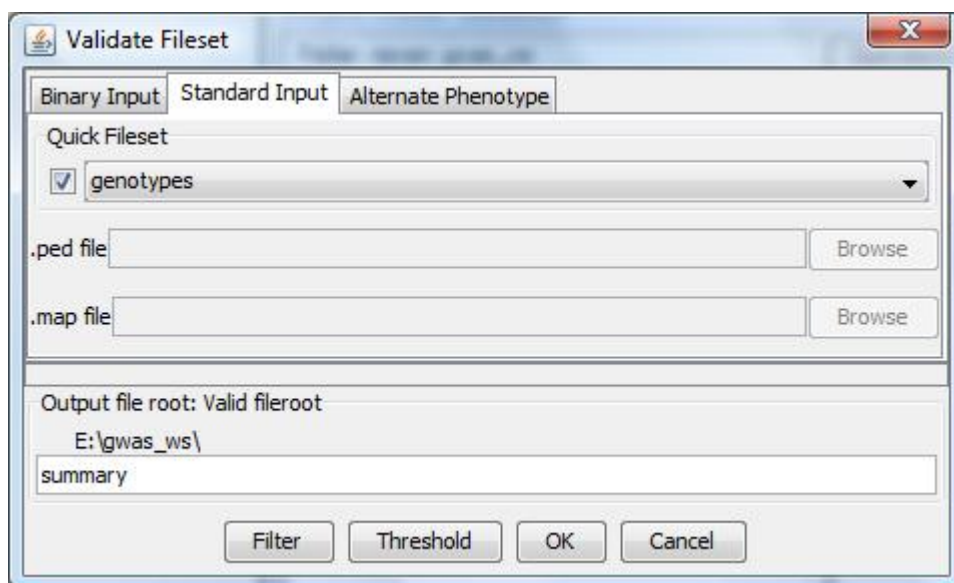 Validate Fileset
Binary Input Standard Input Alternate Phenotype
Quick Fileset
genotypes
.ped file Browse
.map file Browse
Output file root: Valid fileroot
E:\gwas_ws\
summary
Filter Threshold OK Cancel